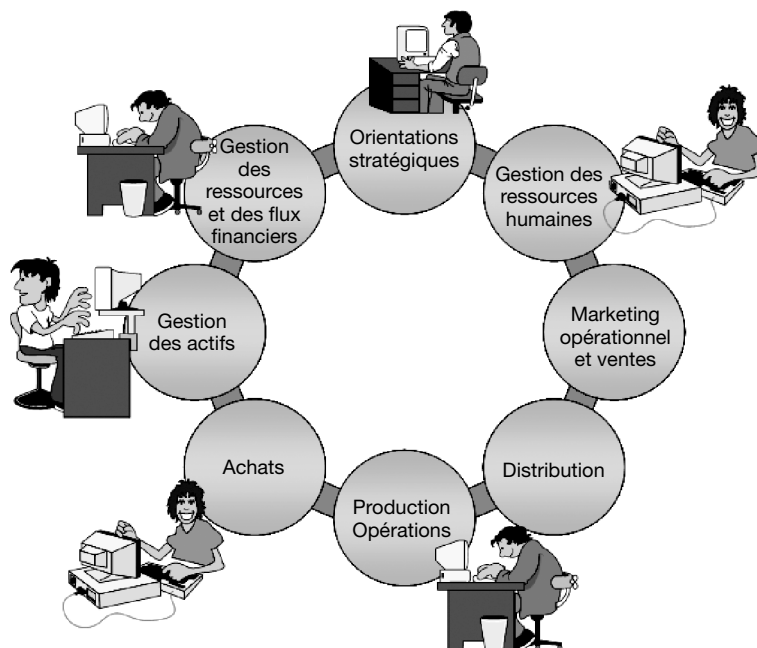 Orientations
stratégiques
Gestion des
ressources
humaines
Marketing
opérationnel
et ventes
Distribution
Production
Opérations
Achats
Gestion
des actifs
Gestion
des
ressources
et des flux
financiers